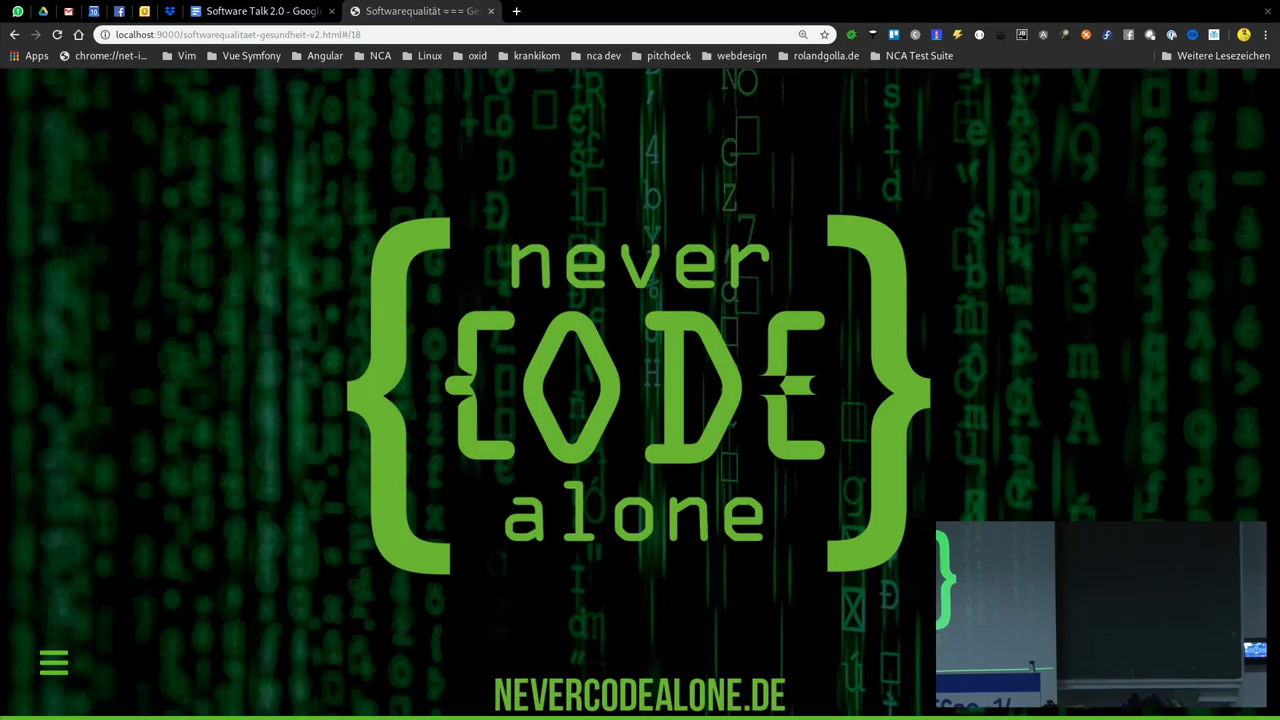 Software Talk 2.0 - Google
Softwarequalität === Ge
localhost:9000/softwarequalitaet-gesundheit-v2.html#/18
Apps
chrome://net-i...
Vim
Vue Symfony
Angular
NCA
Linux
oxid
krankikom
nca dev
pitchdeck
webdesign
rolandgolla.de
NCA Test Suite
Weitere Lesezeichen
never
CODE
alone
NEVERCODEALONE.DE